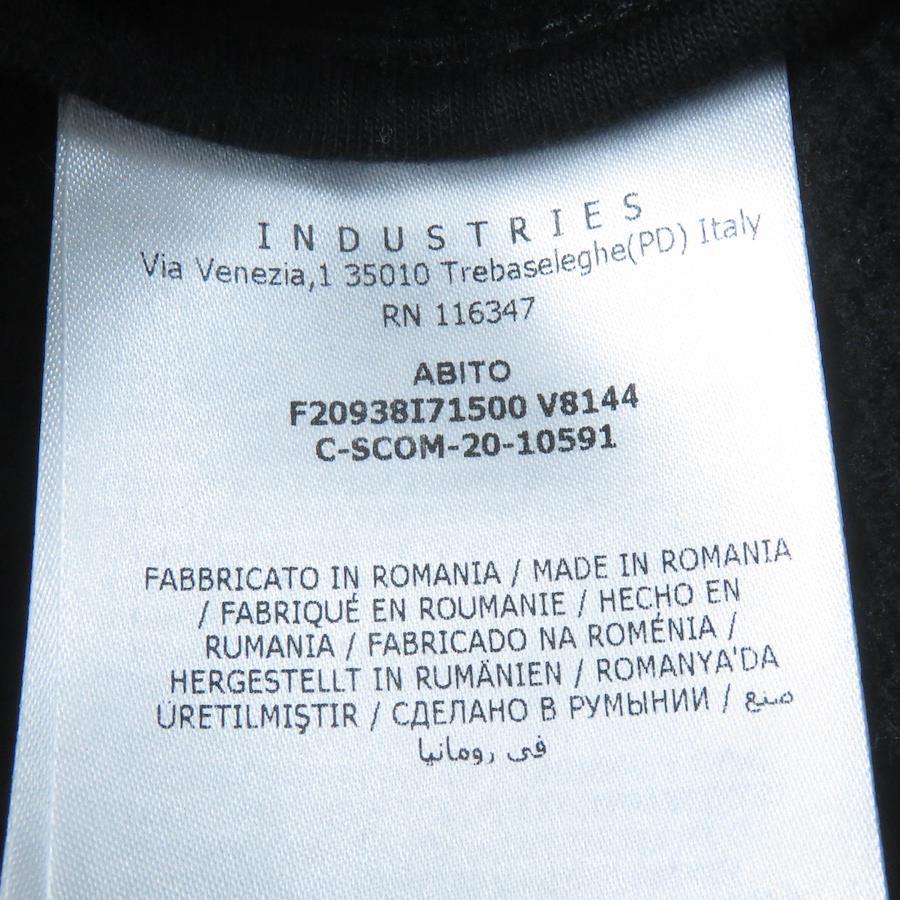 INDUSTRIES
Via Venezia,1 35010 Trebaseleghe(PD) Italy
RN 116347
ABITO
F20938I71500 V8144
C-SCOM-20-10591
FABBRICATO IN ROMANIA / MADE IN ROMANIA
/ FABRIQUÉ EN ROUMANIE / HECHO EN
RUMANIA / FABRICADO NA ROMÉNIA /
HERGESTELLT IN RUMÄNIEN / ROMANYA'DA
ÜRETILMIŞTIR / СДЕЛАНО В РУМЫНИИ / صنع
فى رومانيا